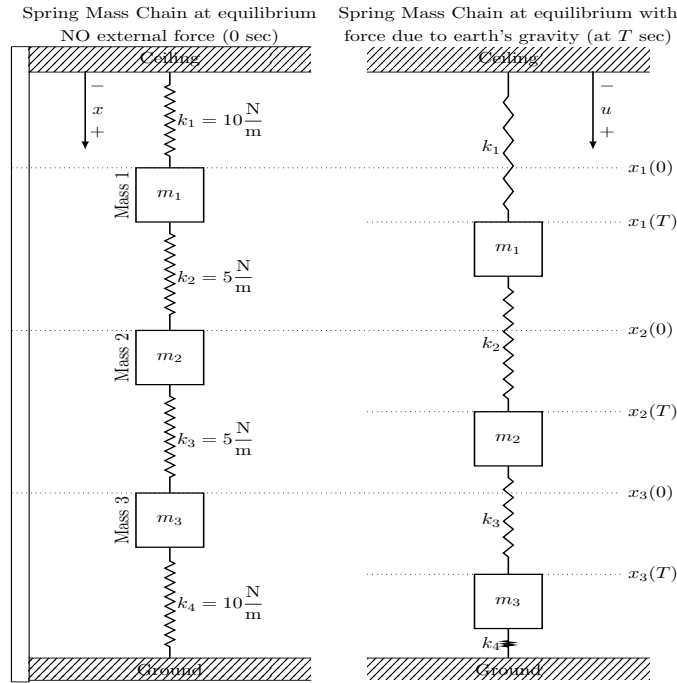 Spring Mass Chain at equilibrium
NO external force (0 sec)
Spring Mass Chain at equilibrium with
force due to earth's gravity (at T sec)
Ceiling
−
x
+
k₁ = 10 N/m
Mass 1
m₁
k₂ = 5 N/m
Mass 2
m₂
k₃ = 5 N/m
Mass 3
m₃
k₄ = 10 N/m
Ground
Ceiling
−
u
+
k₁
x₁(0)
x₁(T)
m₁
k₂
x₂(0)
x₂(T)
m₂
k₃
x₃(0)
x₃(T)
m₃
k₄
Ground